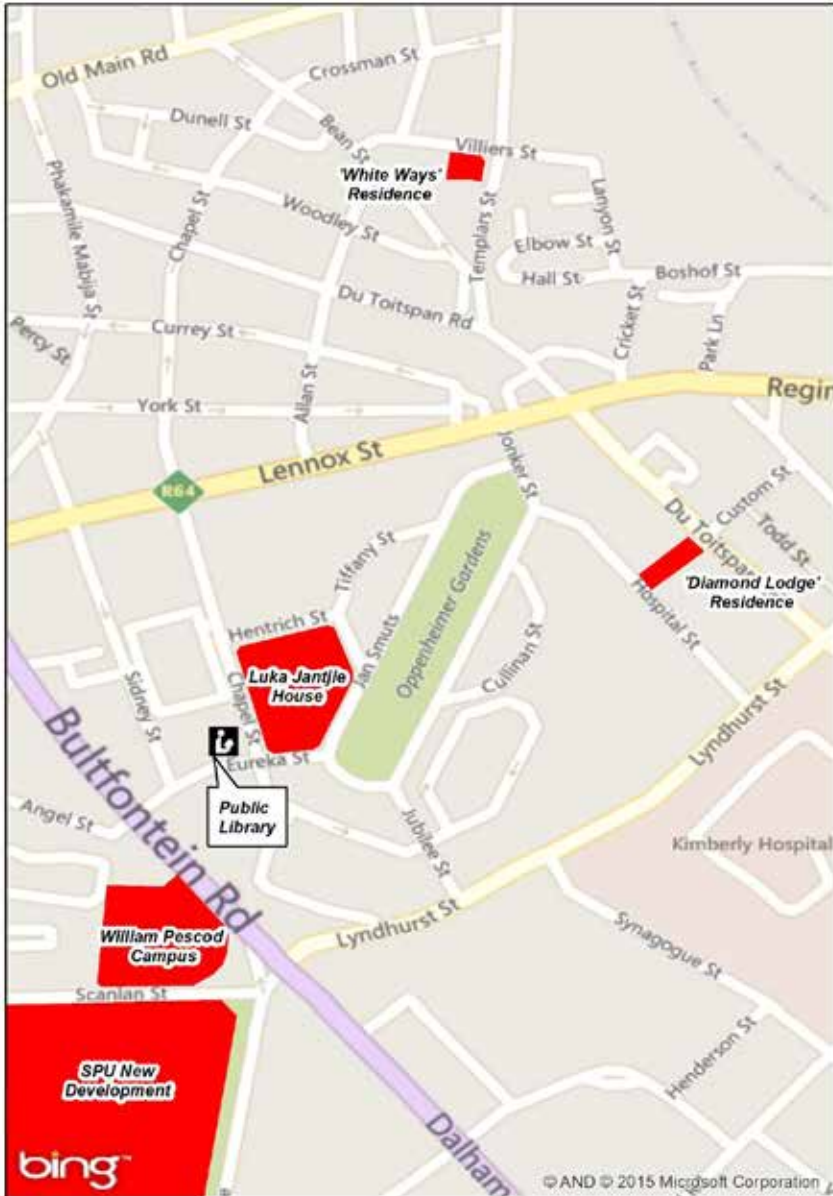 Old Main Rd
Crossman St
Dunell St
Bean St
Villiers St
'White Ways'
Residence
Phakamile Mabija St
Chapel St
Woodley St
Templars St
Lanyon St
Elbow St
Hall St
Boshof St
Du Toitspan Rd
Percy St
Currey St
Allan St
Cricket St
Park Ln
York St
Regin
Lennox St
Jonker St
R64
Du Toitspan
Custom St
Todd St
Tiffany St
Oppenheimer Gardens
'Diamond Lodge'
Residence
Hospital St
Hentrich St
Jan Smuts
Cullinan St
Luka Jantjie
House
Sidney St
Chapel St
Lyndhurst St
Bultfontein Rd
Eureka St
Public
Library
Angel St
Jubilee St
Kimberly Hospital
William Pescod
Campus
Lyndhurst St
Synagogue St
Scanlan St
Henderson St
SPU New
Development
Dalham
bing™
© AND © 2015 Microsoft Corporation